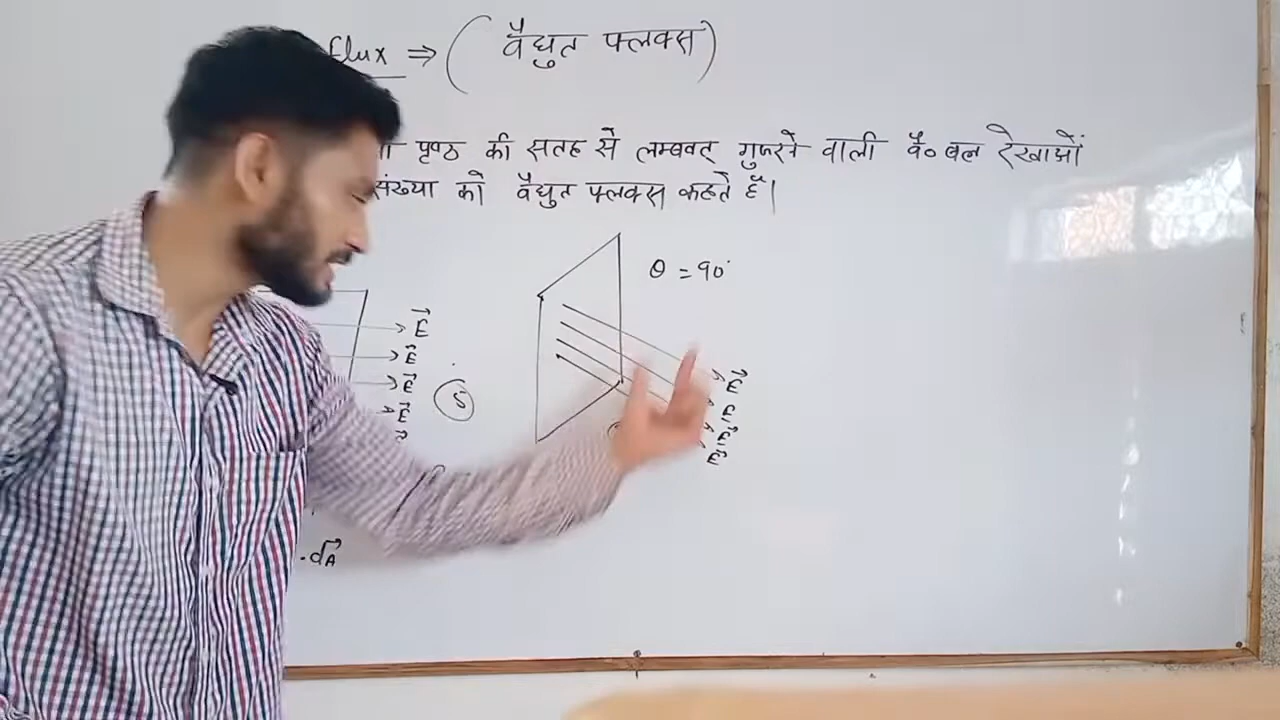 flux ⇒ (वैद्युत फ्लक्स)
पृष्ठ की सतह से लम्बवत् गुजरने वाली वै० बल रेखाओं
संख्या को वैद्युत फ्लक्स कहते हैं।
θ = 90°
E⃗
E⃗
E⃗
E⃗
S
E⃗
E⃗
E⃗
E⃗
.dA⃗